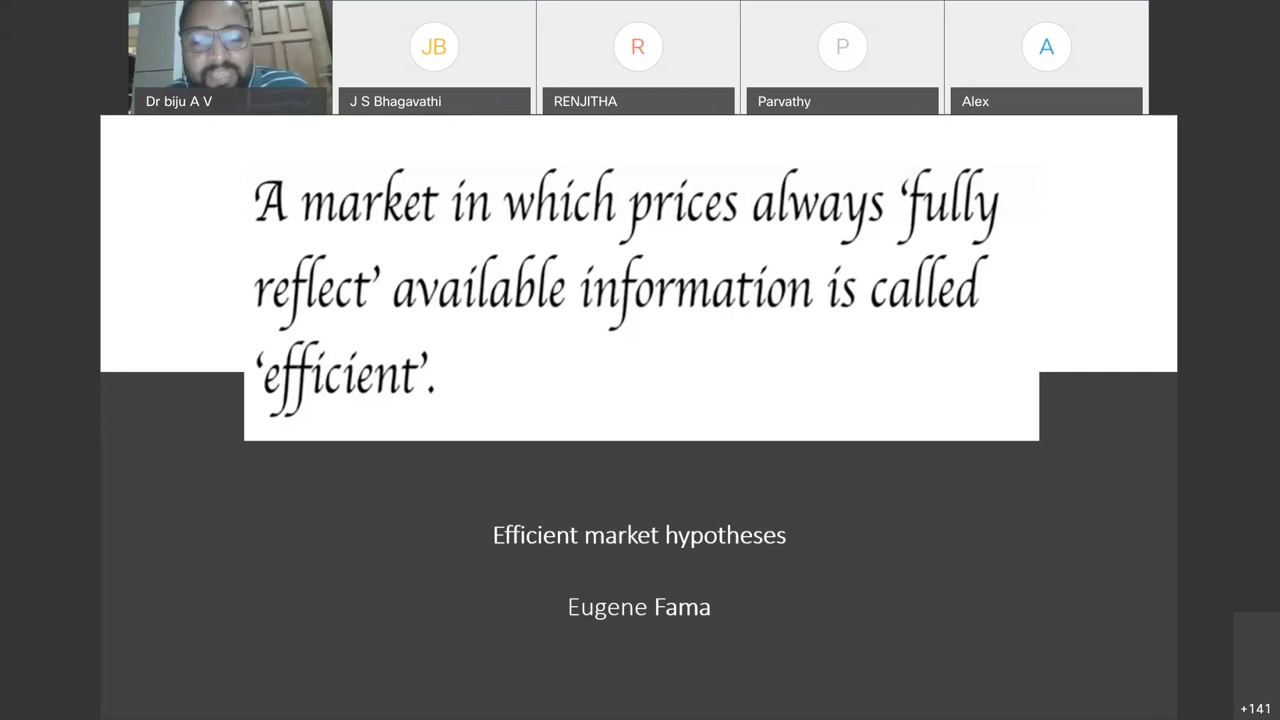 Dr biju A V
JB
J S Bhagavathi
R
RENJITHA
P
Parvathy
A
Alex
A market in which prices always ‘fully
reflect’ available information is called
‘efficient’.
Efficient market hypotheses
Eugene Fama
+141